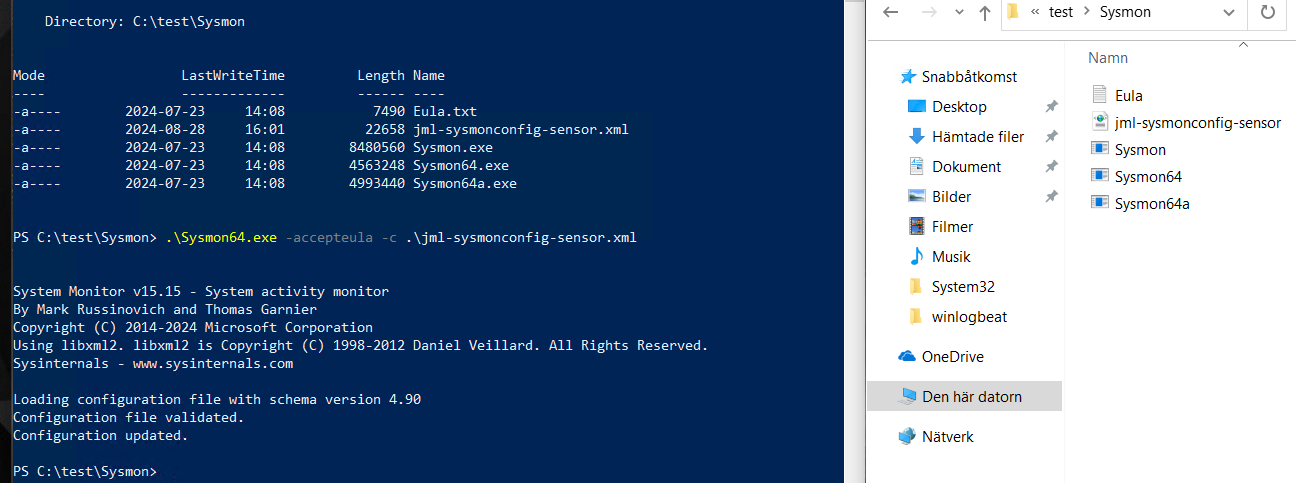 Directory: C:\test\Sysmon
Mode LastWriteTime Length Name
---- ------------- ------ ----
-a---- 2024-07-23 14:08 7490 Eula.txt
-a---- 2024-08-28 16:01 22658 jml-sysmonconfig-sensor.xml
-a---- 2024-07-23 14:08 8480560 Sysmon.exe
-a---- 2024-07-23 14:08 4563248 Sysmon64.exe
-a---- 2024-07-23 14:08 4993440 Sysmon64a.exe
PS C:\test\Sysmon> .\Sysmon64.exe -accepteula -c .\jml-sysmonconfig-sensor.xml
System Monitor v15.15 - System activity monitor
By Mark Russinovich and Thomas Garnier
Copyright (C) 2014-2024 Microsoft Corporation
Using libxml2. libxml2 is Copyright (C) 1998-2012 Daniel Veillard. All Rights Reserved.
Sysinternals - www.sysinternals.com
Loading configuration file with schema version 4.90
Configuration file validated.
Configuration updated.
PS C:\test\Sysmon>
« test > Sysmon
Snabbåtkomst
Desktop
Hämtade filer
Dokument
Bilder
Filmer
Musik
System32
winlogbeat
OneDrive
Den här datorn
Nätverk
Namn
Eula
jml-sysmonconfig-sensor
Sysmon
Sysmon64
Sysmon64a